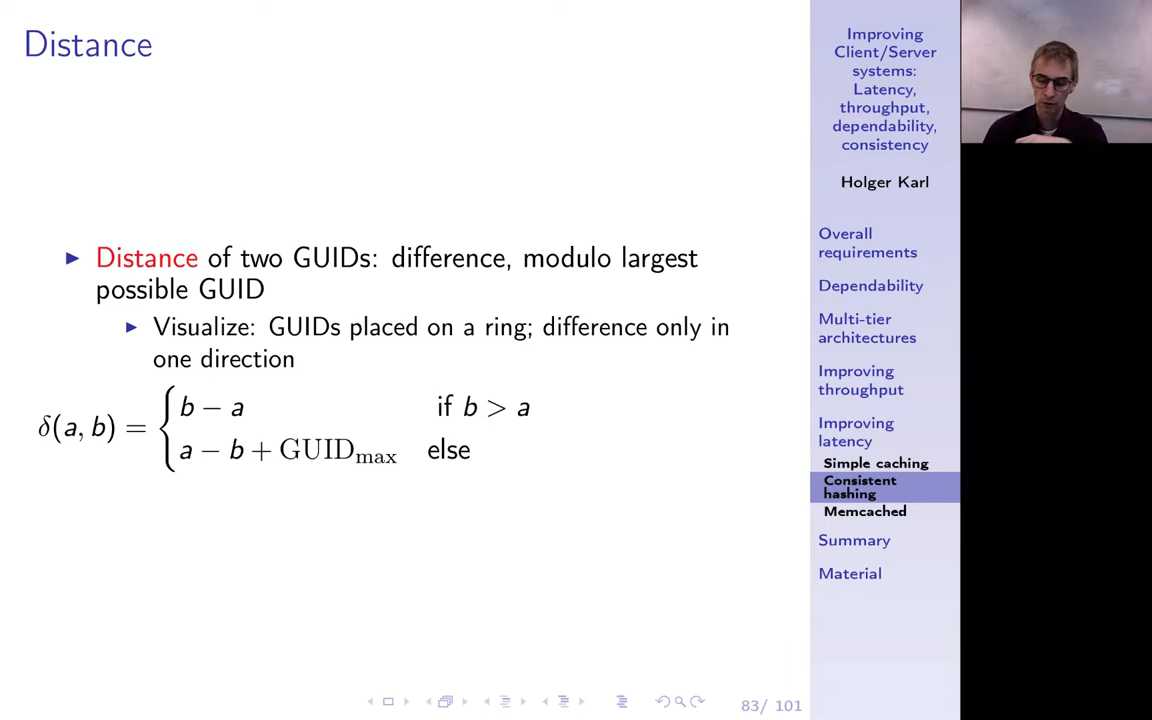 Distance
▶ Distance of two GUIDs: difference, modulo largest
possible GUID
▶ Visualize: GUIDs placed on a ring; difference only in
one direction
δ(a, b) = { b − a if b > a
a − b + GUID_max else
83/ 101
Improving
Client/Server
systems:
Latency,
throughput,
dependability,
consistency
Holger Karl
Overall
requirements
Dependability
Multi-tier
architectures
Improving
throughput
Improving
latency
Simple caching
Consistent
hashing
Memcached
Summary
Material